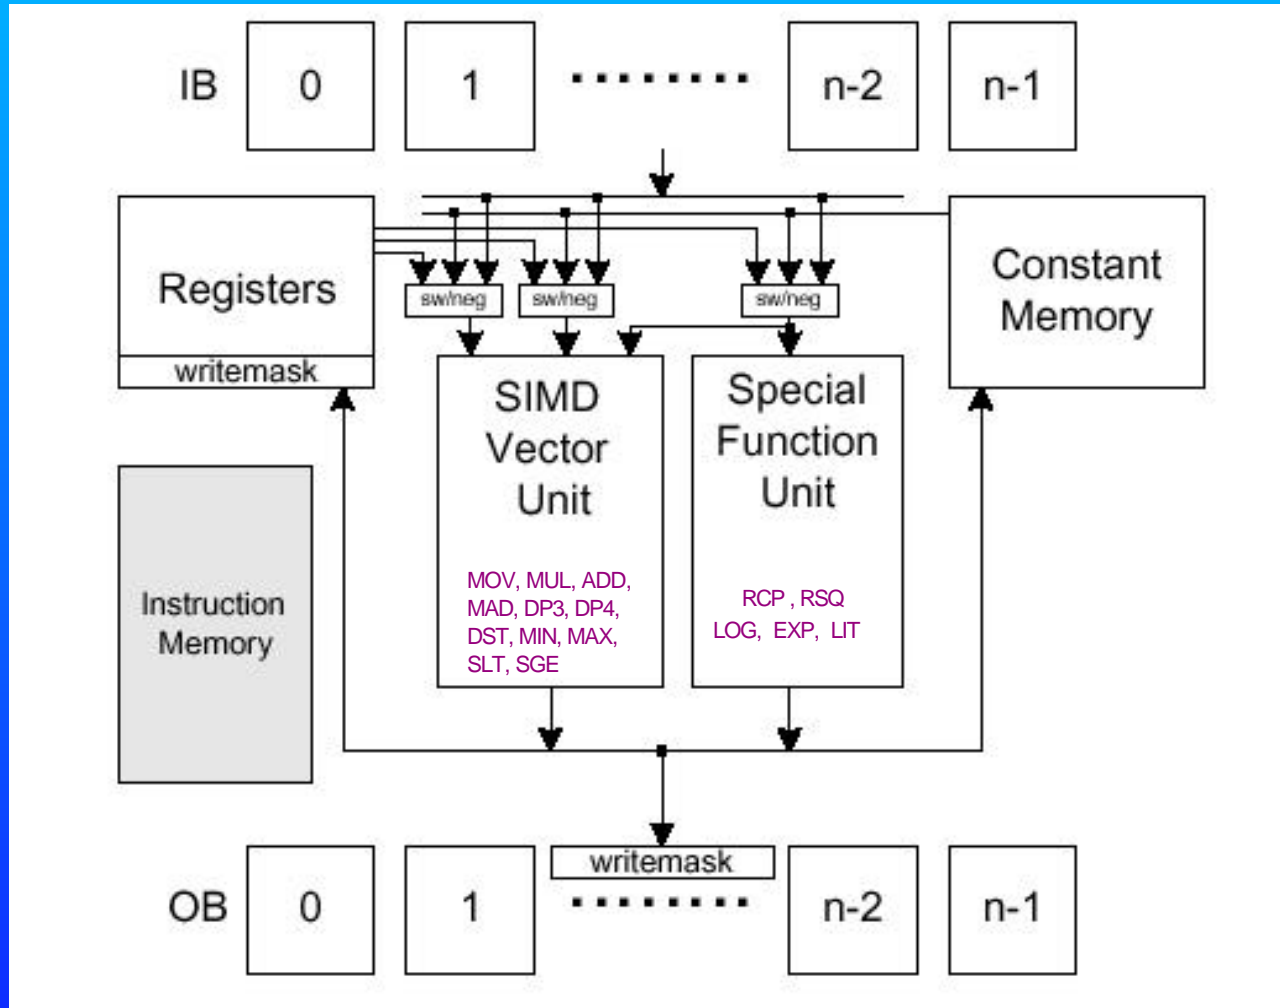 IB 0 1 ........ n-2 n-1
Registers
writemask
Constant
Memory
sw/neg sw/neg sw/neg
SIMD
Vector
Unit
MOV, MUL, ADD,
MAD, DP3, DP4,
DST, MIN, MAX,
SLT, SGE
Special
Function
Unit
RCP , RSQ
LOG, EXP, LIT
Instruction
Memory
writemask
OB 0 1 ........ n-2 n-1